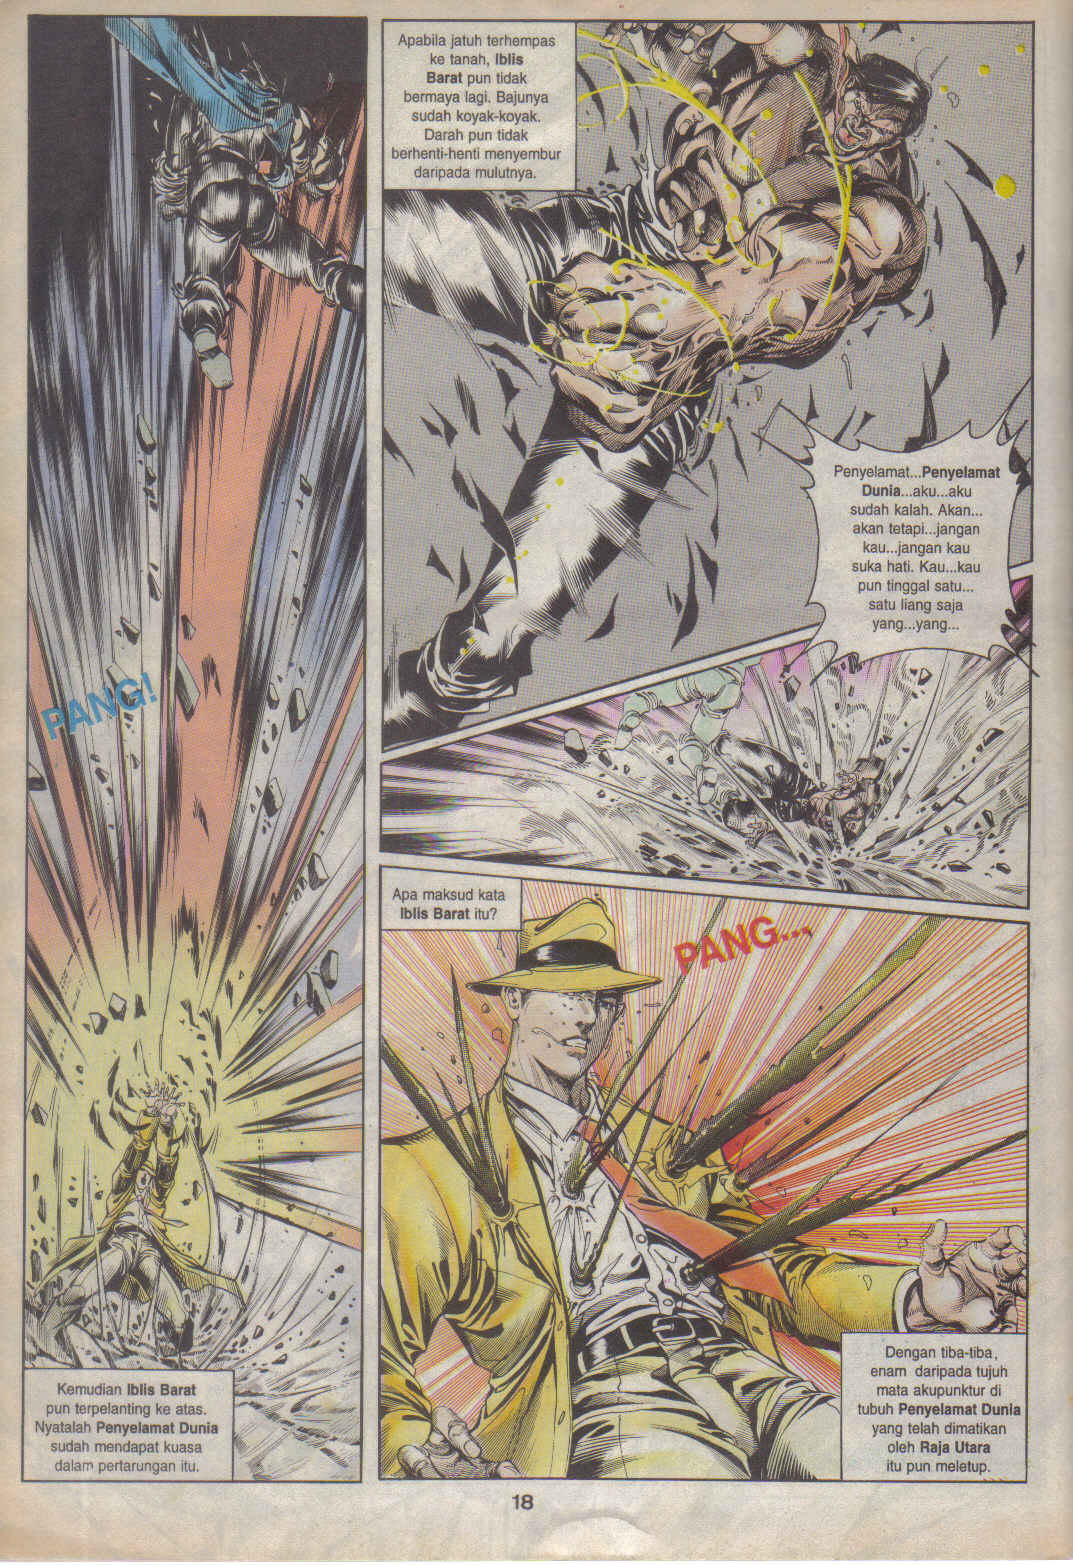 PANG!
Kemudian Iblis Barat
pun terpelanting ke atas.
Nyatalah Penyelamat Dunia
sudah mendapat kuasa
dalam pertarungan itu.
Apabila jatuh terhempas
ke tanah, Iblis
Barat pun tidak
bermaya lagi. Bajunya
sudah koyak-koyak.
Darah pun tidak
berhenti-henti menyembur
daripada mulutnya.
Penyelamat...Penyelamat
Dunia...aku...aku
sudah kalah. Akan...
akan tetapi...jangan
kau...jangan kau
suka hati. Kau...kau
pun tinggal satu...
satu liang saja
yang...yang...
Apa maksud kata
Iblis Barat itu?
PANG...
Dengan tiba-tiba,
enam daripada tujuh
mata akupunktur di
tubuh Penyelamat Dunia
yang telah dimatikan
oleh Raja Utara
itu pun meletup.
18